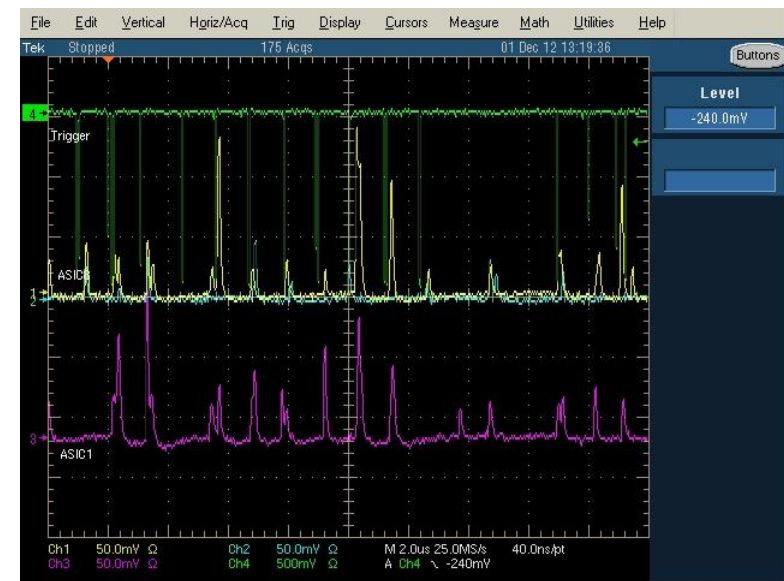 File Edit Vertical Horiz/Acq Trig Display Cursors Measure Math Utilities Help
Tek Stopped 175 Acqs 01 Dec 12 13:19:36
Buttons
Level
-240.0mV
4
Trigger
1
2
3
ASIC1
Ch1 50.0mV Ω Ch2 50.0mV Ω M 2.0us 25.0MS/s 40.0ns/pt
Ch3 50.0mV Ω Ch4 500mV Ω A Ch4 \ -240mV